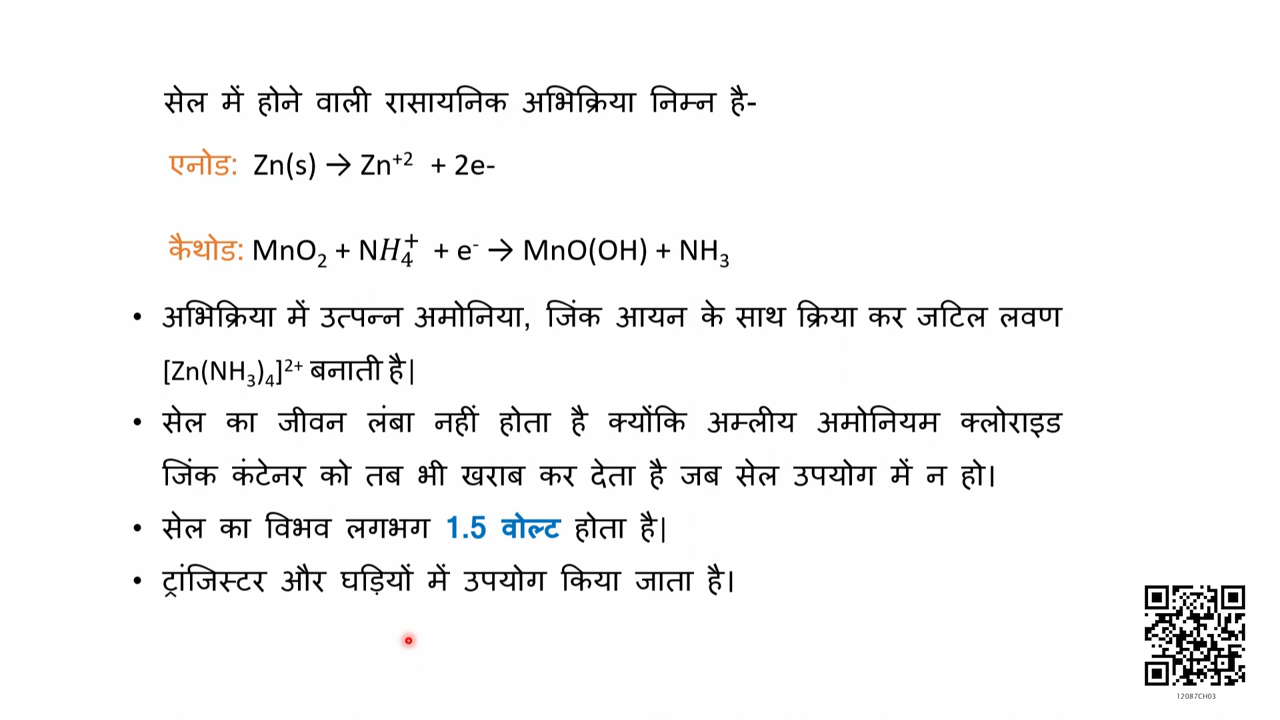 सेल में होने वाली रासायनिक अभिक्रिया निम्न है-
एनोड: Zn(s) → Zn⁺² + 2e-
कैथोड: MnO₂ + NH₄⁺ + e⁻ → MnO(OH) + NH₃
• अभिक्रिया में उत्पन्न अमोनिया, जिंक आयन के साथ क्रिया कर जटिल लवण
[Zn(NH₃)₄]²⁺ बनाती है|
• सेल का जीवन लंबा नहीं होता है क्योंकि अम्लीय अमोनियम क्लोराइड
जिंक कंटेनर को तब भी खराब कर देता है जब सेल उपयोग में न हो।
• सेल का विभव लगभग 1.5 वोल्ट होता है|
• ट्रांजिस्टर और घड़ियों में उपयोग किया जाता है।
12087CH03